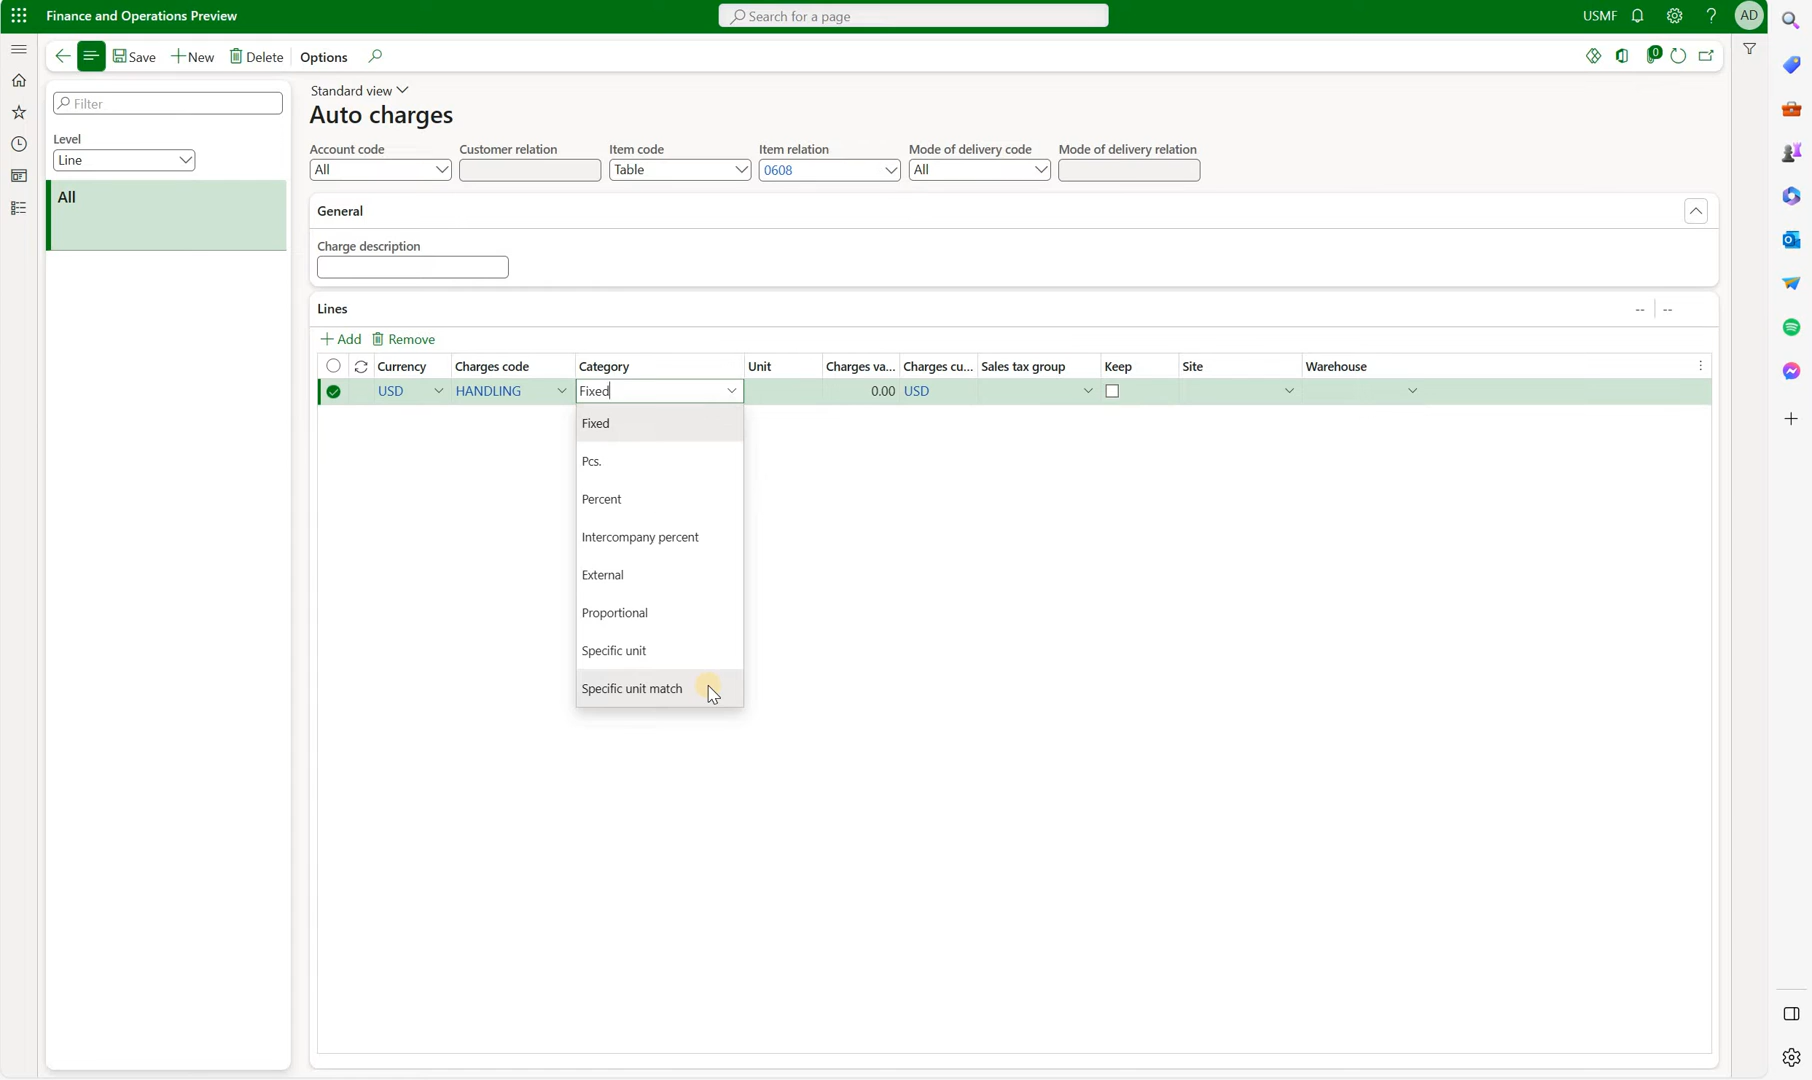 Finance and Operations Preview
Search for a page
USMF
?
AD
Save
New
Delete
Options
0
Filter
Level
Line
All
Standard view
Auto charges
Account code
Customer relation
Item code
Item relation
Mode of delivery code
Mode of delivery relation
All
Table
0608
All
General
Charge description
Lines
-- --
Add
Remove
Currency
Charges code
Category
Unit
Charges va...
Charges cu...
Sales tax group
Keep
Site
Warehouse
USD
HANDLING
Fixed
0.00
USD
Fixed
Pcs.
Percent
Intercompany percent
External
Proportional
Specific unit
Specific unit match